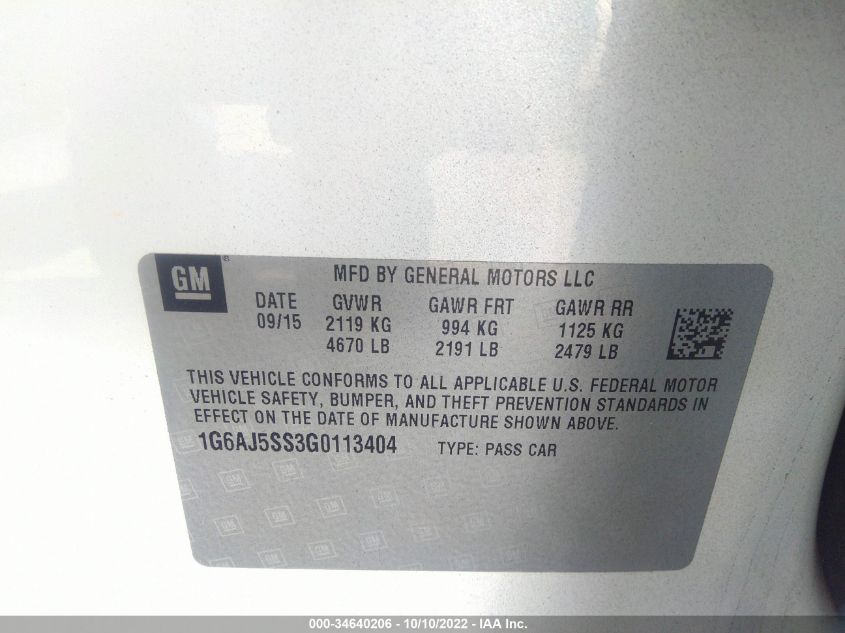 GM®
MFD BY GENERAL MOTORS LLC
DATE GVWR GAWR FRT GAWR RR
09/15 2119 KG 994 KG 1125 KG
4670 LB 2191 LB 2479 LB
THIS VEHICLE CONFORMS TO ALL APPLICABLE U.S. FEDERAL MOTOR
VEHICLE SAFETY, BUMPER, AND THEFT PREVENTION STANDARDS IN
EFFECT ON THE DATE OF MANUFACTURE SHOWN ABOVE.
1G6AJ5SS3G0113404 TYPE: PASS CAR
000-34640206 - 10/10/2022 - IAA Inc.